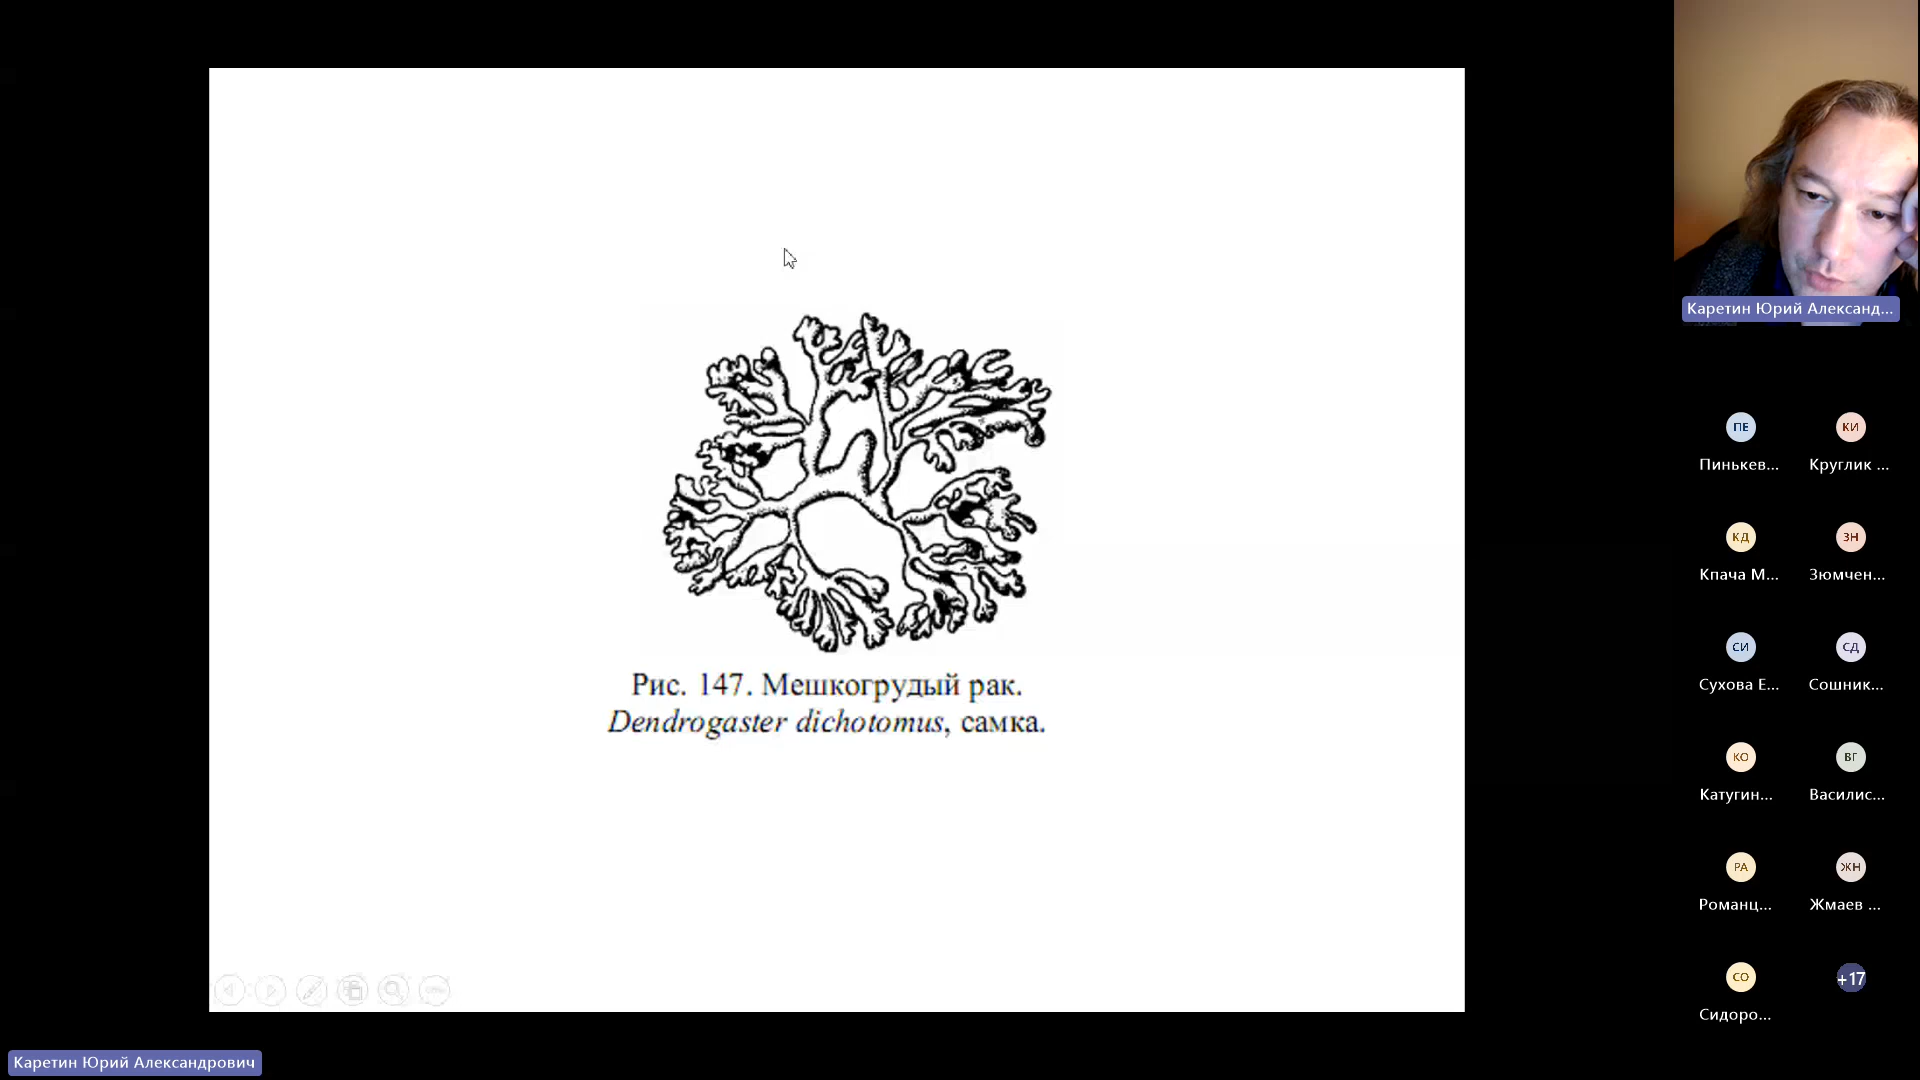 Рис. 147. Мешкогрудый рак.
Dendrogaster dichotomus, самка.
Каретин Юрий Александ...
ПЕ
КИ
Пинькев...
Круглик ...
КД
ЗН
Кпача М...
Зюмчен...
СИ
СД
Сухова Е...
Сошник...
КО
ВГ
Катугин...
Василис...
РА
ЖН
Романц...
Жмаев ...
СО
+17
Сидоро...
Каретин Юрий Александрович